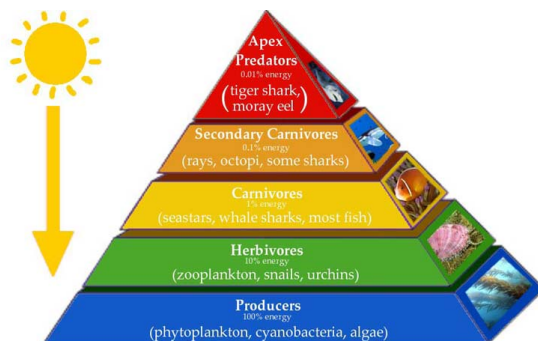 Apex
Predators
0.01% energy
(tiger shark,
moray eel)
Secondary Carnivores
0.1% energy
(rays, octopi, some sharks)
Carnivores
1% energy
(seastars, whale sharks, most fish)
Herbivores
10% energy
(zooplankton, snails, urchins)
Producers
100% energy
(phytoplankton, cyanobacteria, algae)